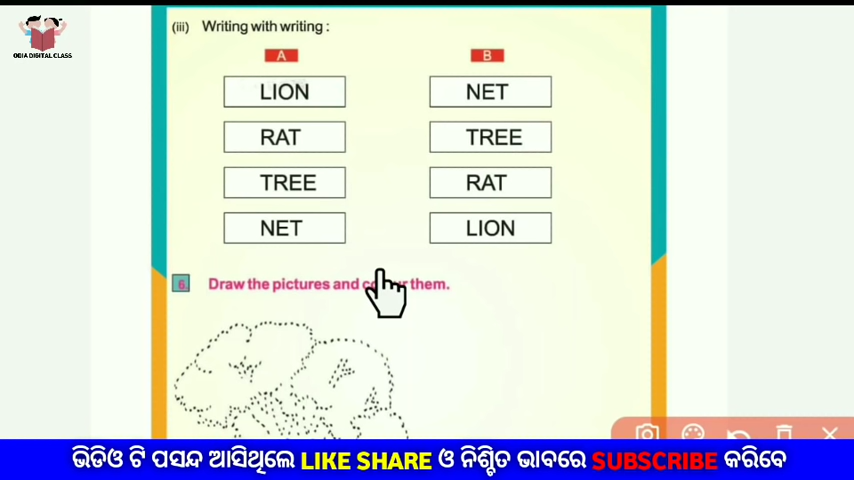 (iii) Writing with writing :
A B
LION NET
RAT TREE
TREE RAT
NET LION
6. Draw the pictures and colour them.
ODIA DIGITAL CLASS
ଭିଡିଓ ଟି ପସନ୍ଦ ଆସିଥିଲେ LIKE SHARE ଓ ନିଶ୍ଚିତ ଭାବରେ SUBSCRIBE କରିବେ